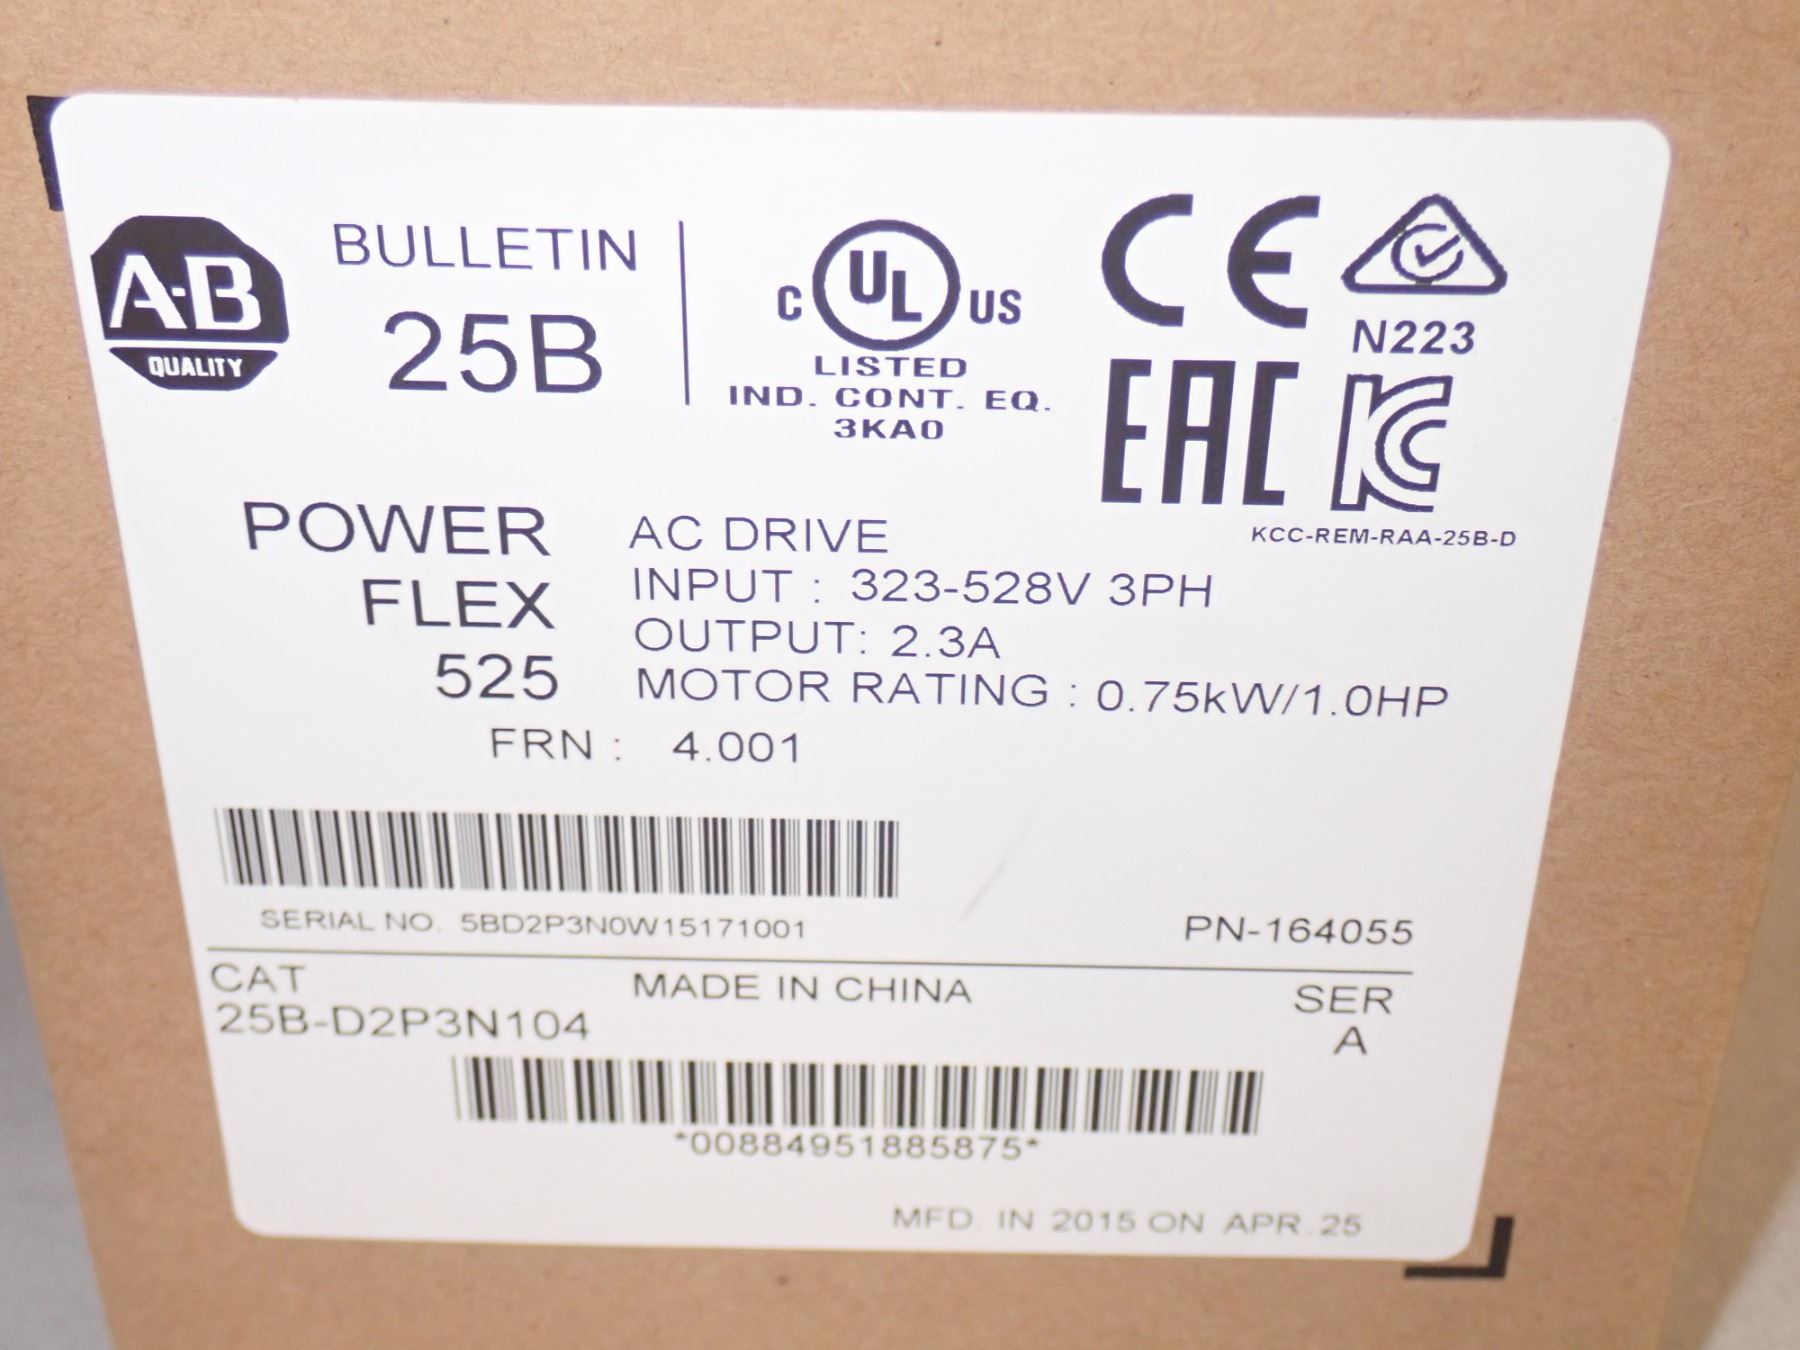 A-B
QUALITY
BULLETIN
25B
C UL US
LISTED
IND. CONT. EQ.
3KA0
CE
N223
EAC
KC
KCC-REM-RAA-25B-D
POWER
FLEX
525
AC DRIVE
INPUT : 323-528V 3PH
OUTPUT: 2.3A
MOTOR RATING : 0.75kW/1.0HP
FRN : 4.001
SERIAL NO. 5BD2P3N0W15171001
PN-164055
CAT
25B-D2P3N104
MADE IN CHINA
SER
A
*00884951885875*
MFD. IN 2015 ON APR.25